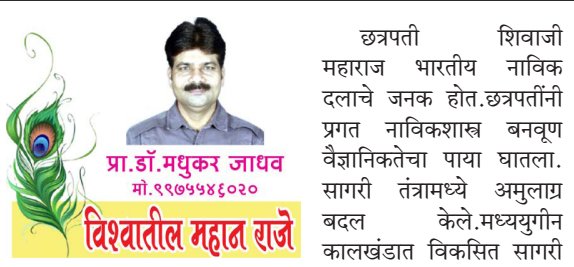 प्रा.डॉ.मधुकर जाधव
मो.९९७५५४६०२०
विश्वातील महान राजे
छत्रपती शिवाजी
महाराज भारतीय नाविक
दलाचे जनक होत.छत्रपतींनी
प्रगत नाविकशास्त्र बनवूण
वैज्ञानिकतेचा पाया घातला.
सागरी तंत्रामध्ये अमुलाग्र
बदल केले.मध्ययुगीन
कालखंडात विकसित सागरी